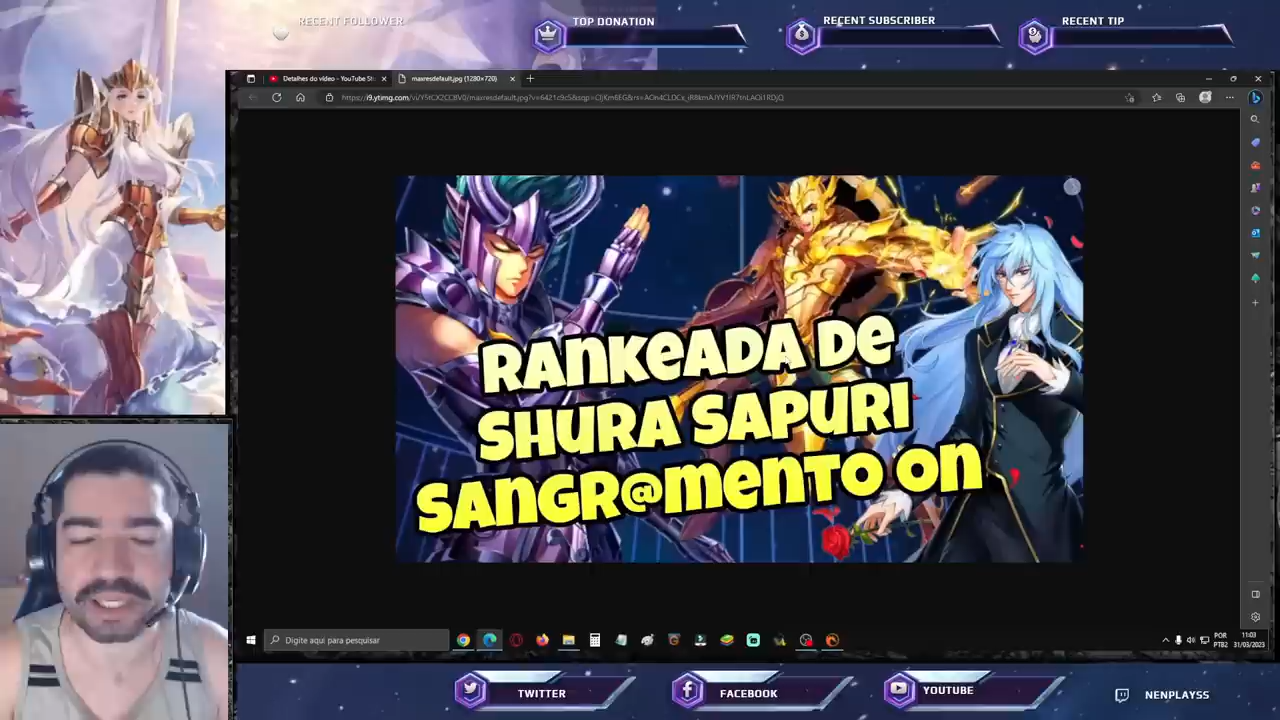 RECENT FOLLOWER
TOP DONATION
RECENT SUBSCRIBER
RECENT TIP
Detalhes do vídeo - YouTube St
maxresdefault.jpg (1280×720)
RANKEADA DE
SHURA SAPURI
SANGR@MENTO ON
Digite aqui para pesquisar
POR
PTB2
11:03
31/03/2023
TWITTER
FACEBOOK
YOUTUBE
NENPLAYSS